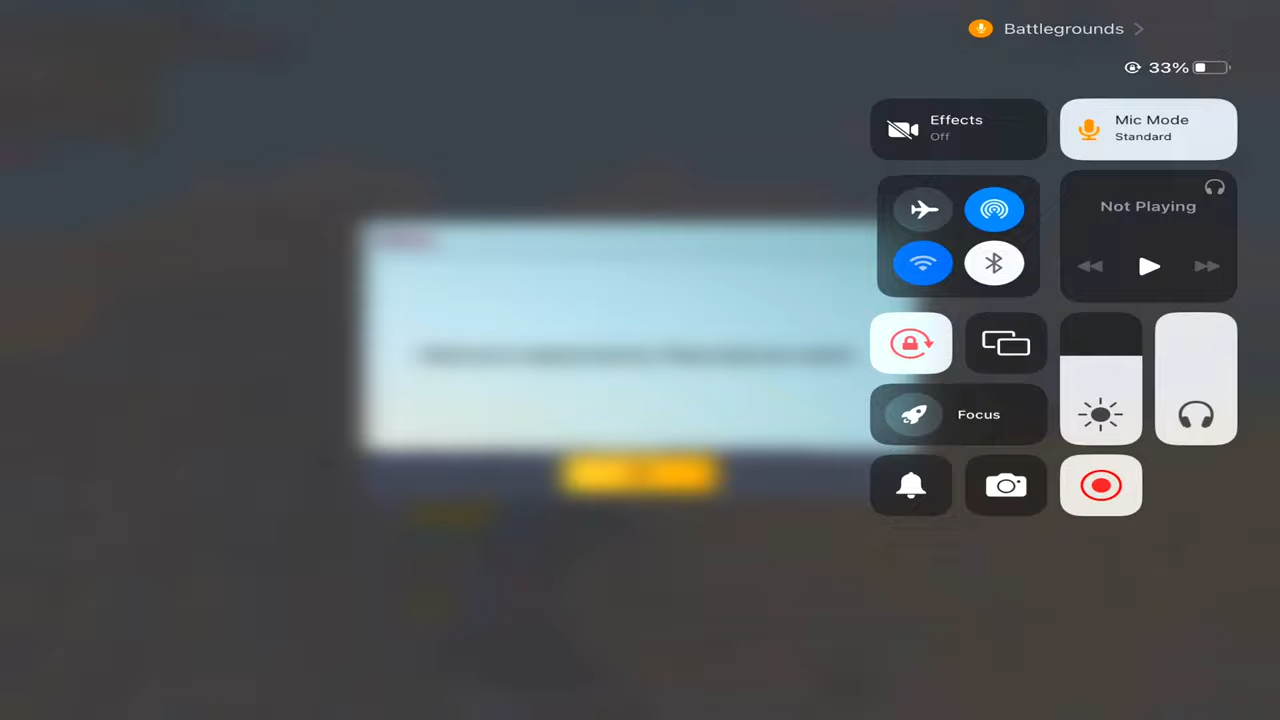 Battlegrounds
33%
Effects
Off
Mic Mode
Standard
Not Playing
Focus